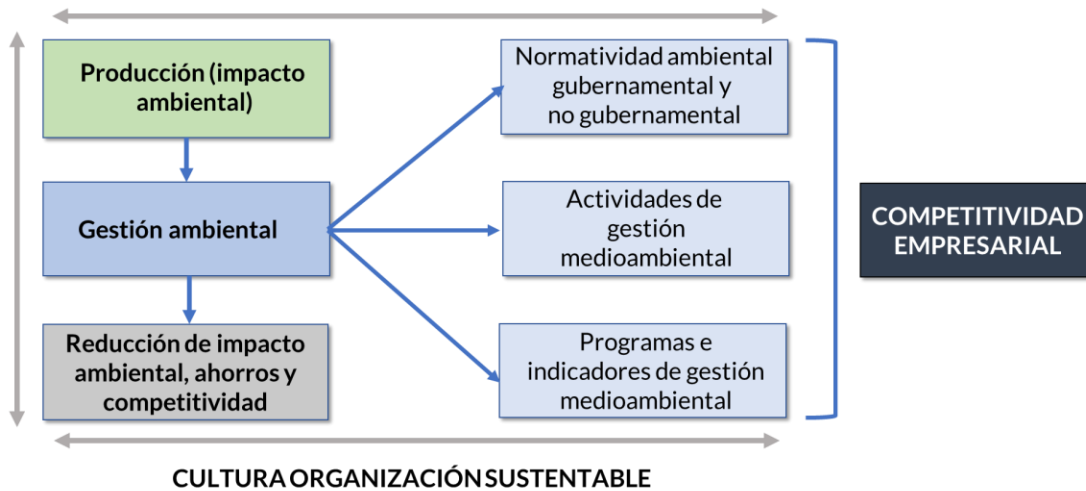 Producción (impacto
ambiental)
Gestión ambiental
Reducción de impacto
ambiental, ahorros y
competitividad
Normatividad ambiental
gubernamental y
no gubernamental
Actividades de
gestión
medioambiental
Programas e
indicadores de gestión
medioambiental
COMPETITIVIDAD
EMPRESARIAL
CULTURA ORGANIZACIÓN SUSTENTABLE